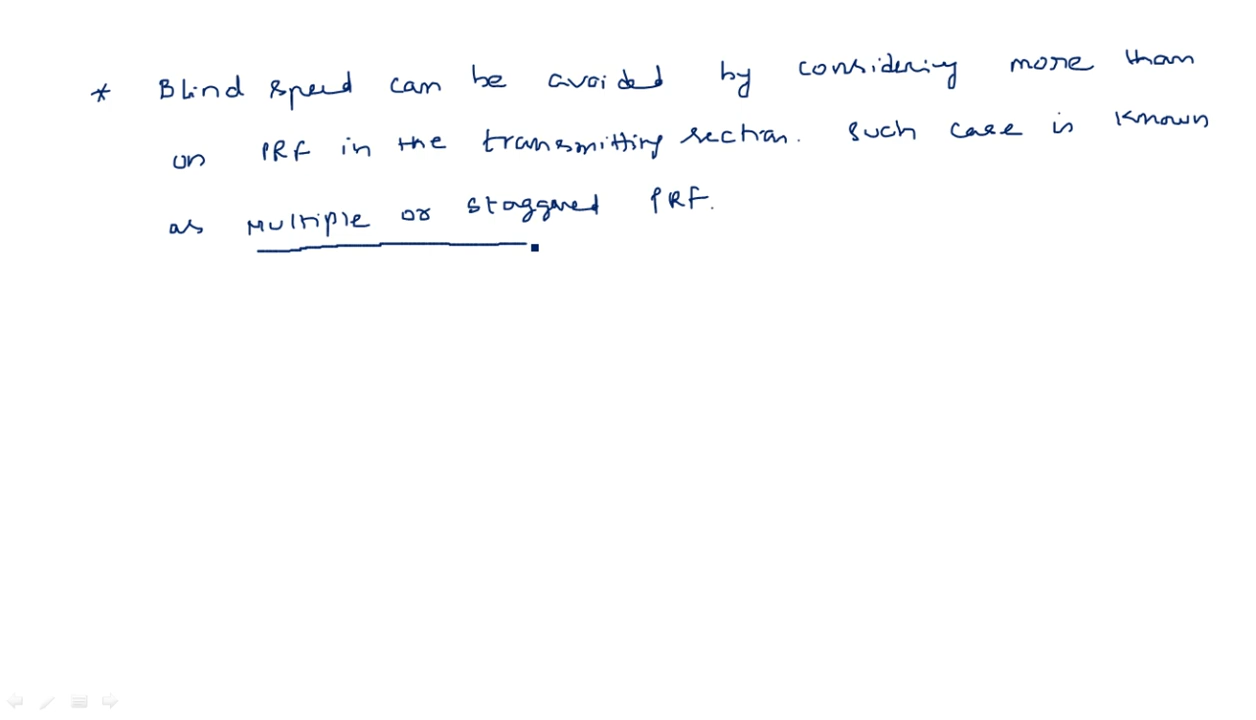 * Blind speed can be avoided by considering more than
on PRF in the transmitting section. Such case is known
as Multiple or staggered PRF.